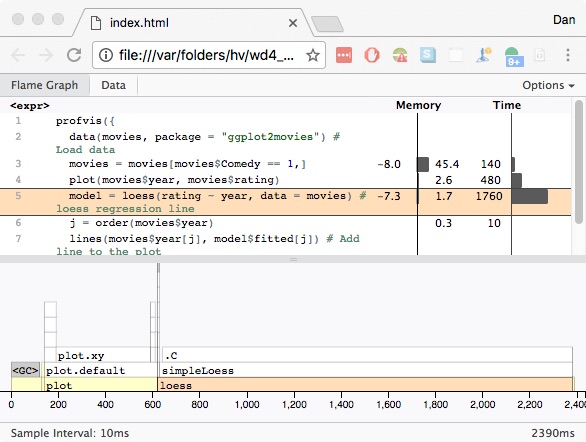 index.html
Dan
file:///var/folders/hv/wd4_...
9+
Flame Graph Data Options
<expr> Memory Time
1 profvis({
2 data(movies, package = "ggplot2movies") #
Load data
3 movies = movies[movies$Comedy == 1,] -8.0 45.4 140
4 plot(movies$year, movies$rating) 2.6 480
5 model = loess(rating ~ year, data = movies) # -7.3 1.7 1760
loess regression line
6 j = order(movies$year) 0.3 10
7 lines(movies$year[j], model$fitted[j]) # Add
line to the plot
plot.xy .C
<GC> plot.default simpleLoess
plot loess
0 200 400 600 800 1,000 1,200 1,400 1,600 1,800 2,000 2,200 2,400
Sample Interval: 10ms 2390ms